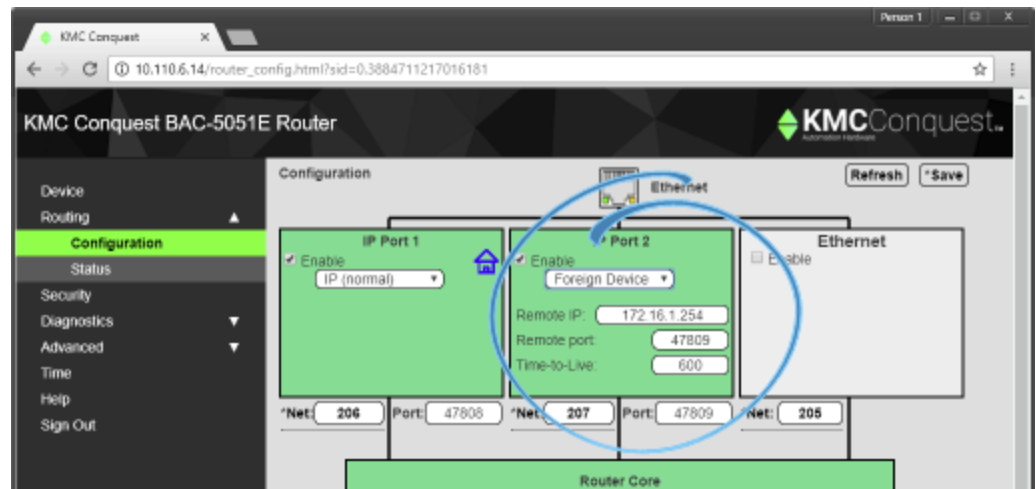 Person 1
KMC Conquest
10.110.6.14/router_config.html?sid=0.3884711217016181
KMC Conquest BAC-5051E Router
KMCConquest
Automation Hardware
Device
Routing
Configuration
Status
Security
Diagnostics
Advanced
Time
Help
Sign Out
Configuration
Ethernet
Refresh
*Save
IP Port 1
Enable
IP (normal)
Port 2
Enable
Foreign Device
Remote IP: 172.16.1.254
Remote port: 47809
Time-to-Live: 600
Ethernet
Enable
*Net: 206 Port: 47808
*Net: 207 Port: 47809
Net: 205
Router Core